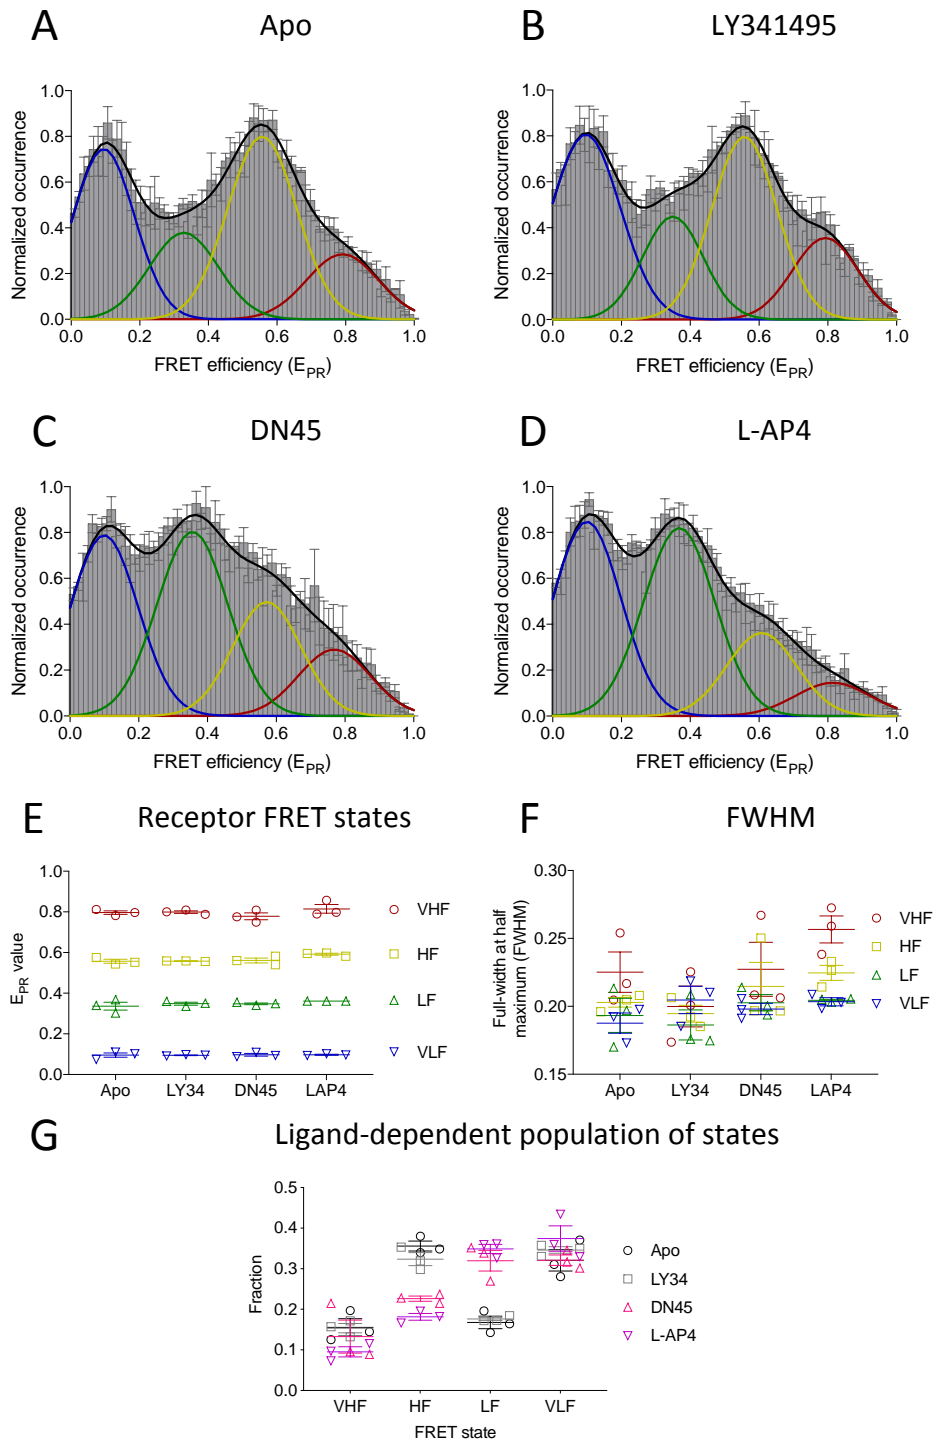 A
Apo
B
LY341495
Normalized occurrence
1.0
0.8
0.6
0.4
0.2
0.0
0.0 0.2 0.4 0.6 0.8 1.0
FRET efficiency (EPR)
Normalized occurrence
1.0
0.8
0.6
0.4
0.2
0.0
0.0 0.2 0.4 0.6 0.8 1.0
FRET efficiency (EPR)
C
DN45
D
L-AP4
Normalized occurrence
1.0
0.8
0.6
0.4
0.2
0.0
0.0 0.2 0.4 0.6 0.8 1.0
FRET efficiency (EPR)
Normalized occurrence
1.0
0.8
0.6
0.4
0.2
0.0
0.0 0.2 0.4 0.6 0.8 1.0
FRET efficiency (EPR)
E
Receptor FRET states
F
FWHM
EPR value
1.0
0.8
0.6
0.4
0.2
0.0
Apo LY34 DN45 LAP4
VHF
HF
LF
VLF
Full-width at half
maximum (FWHM)
0.30
0.25
0.20
0.15
Apo LY34 DN45 LAP4
VHF
HF
LF
VLF
G
Ligand-dependent population of states
Fraction
0.5
0.4
0.3
0.2
0.1
0.0
VHF HF LF VLF
FRET state
Apo
LY34
DN45
L-AP4